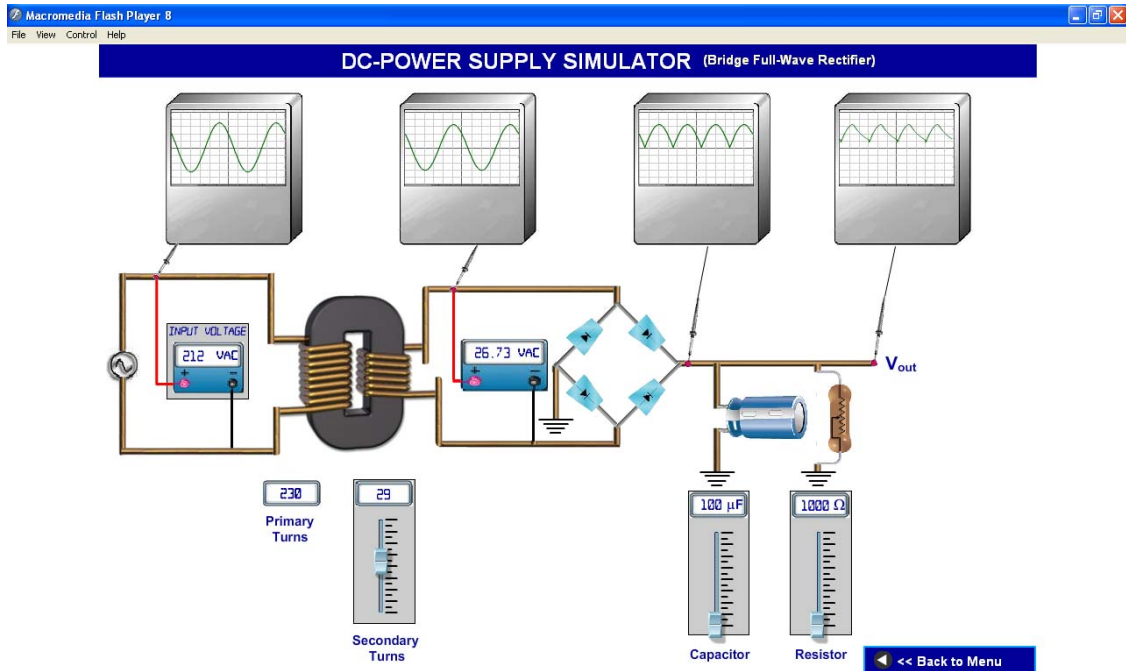 Macromedia Flash Player 8
File View Control Help
DC-POWER SUPPLY SIMULATOR (Bridge Full-Wave Rectifier)
INPUT VOLTAGE
212 VAC
+ −
26.73 VAC
+ −
Vout
230
Primary
Turns
29
Secondary
Turns
100 µF
Capacitor
1000 Ω
Resistor
<< Back to Menu